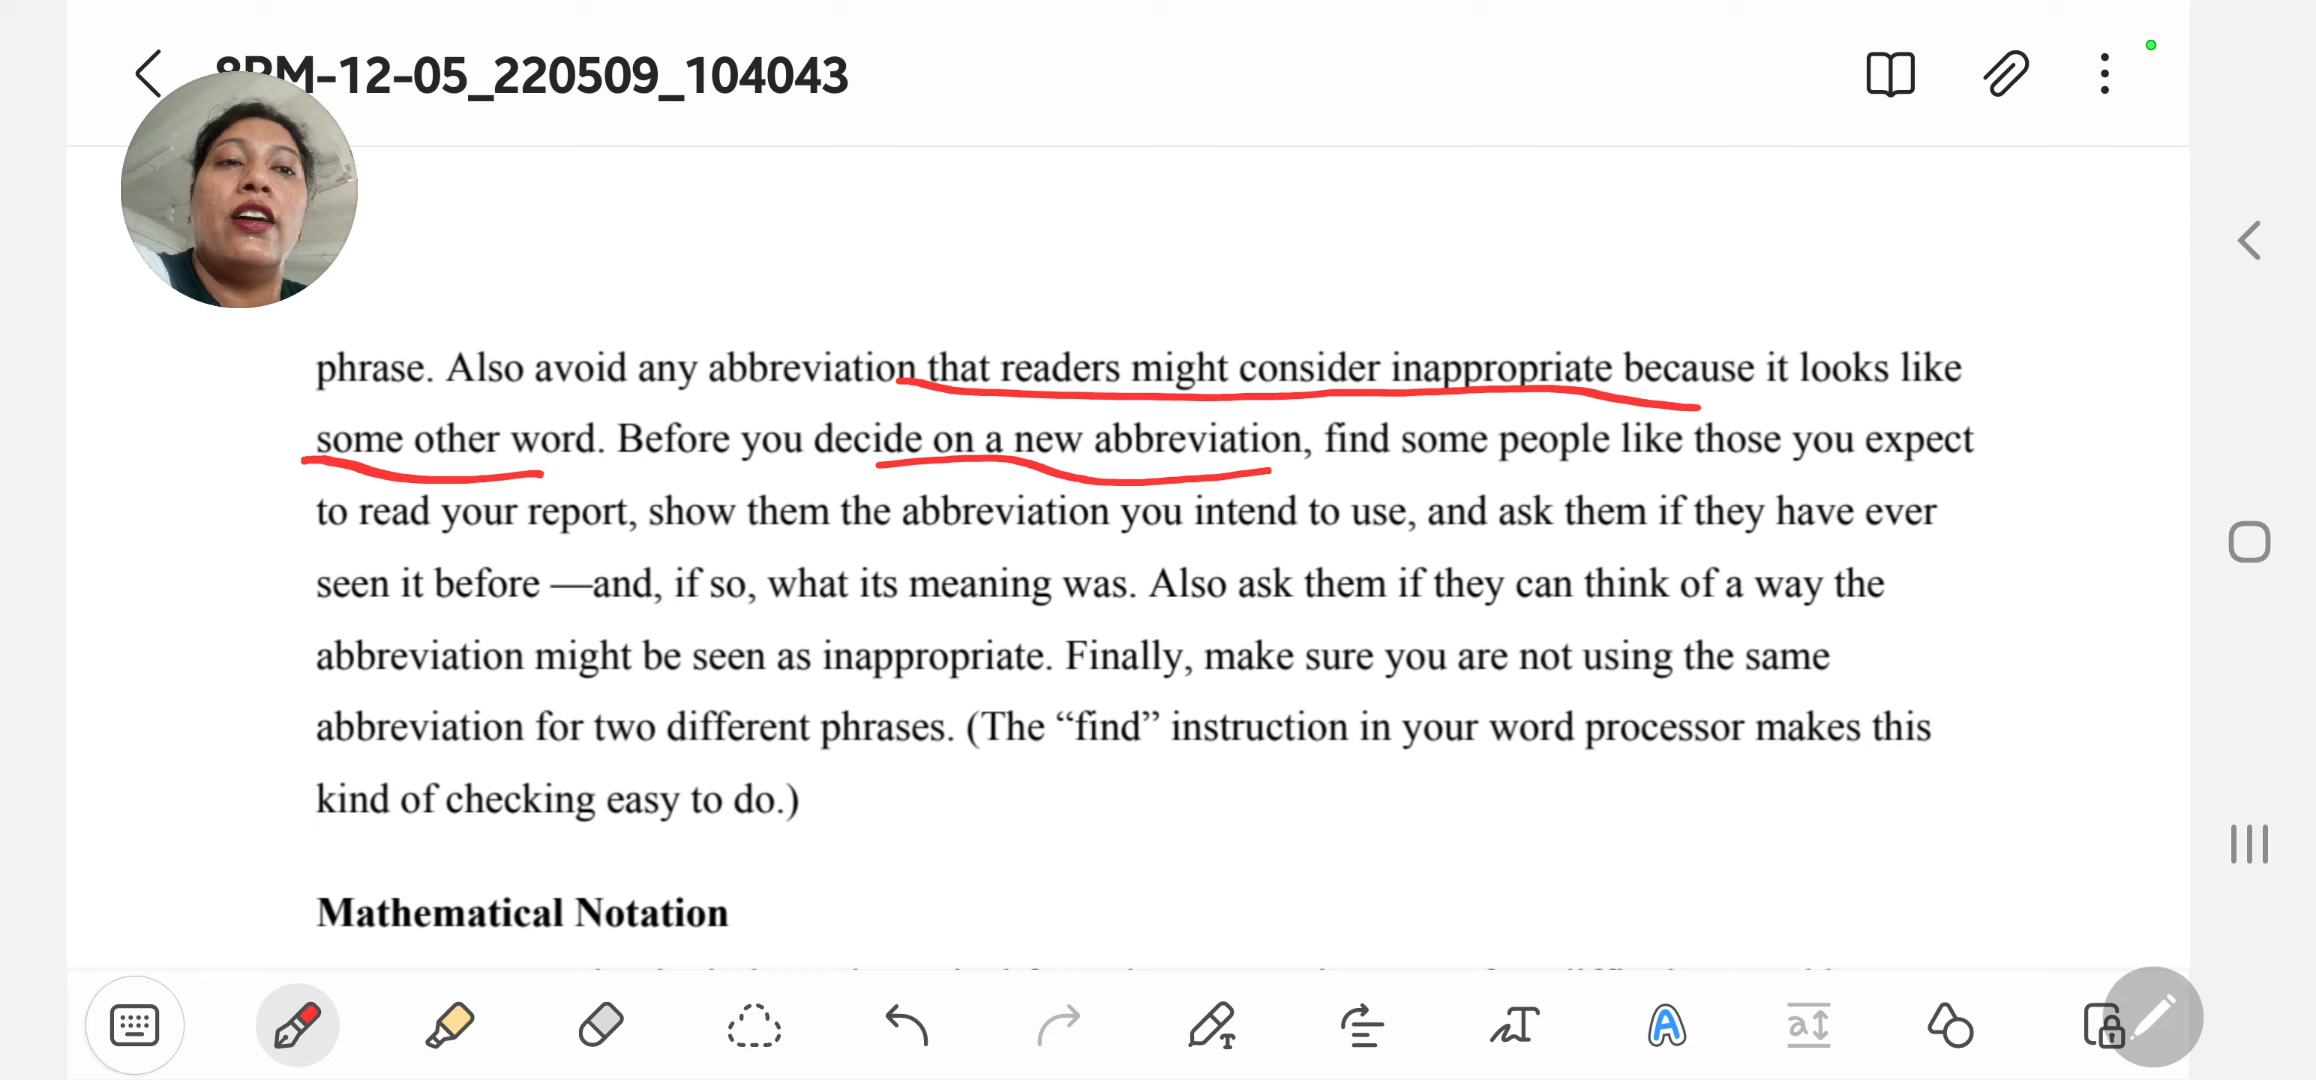 PM-12-05_220509_104043
phrase. Also avoid any abbreviation that readers might consider inappropriate because it looks like
some other word. Before you decide on a new abbreviation, find some people like those you expect
to read your report, show them the abbreviation you intend to use, and ask them if they have ever
seen it before —and, if so, what its meaning was. Also ask them if they can think of a way the
abbreviation might be seen as inappropriate. Finally, make sure you are not using the same
abbreviation for two different phrases. (The “find” instruction in your word processor makes this
kind of checking easy to do.)
Mathematical Notation